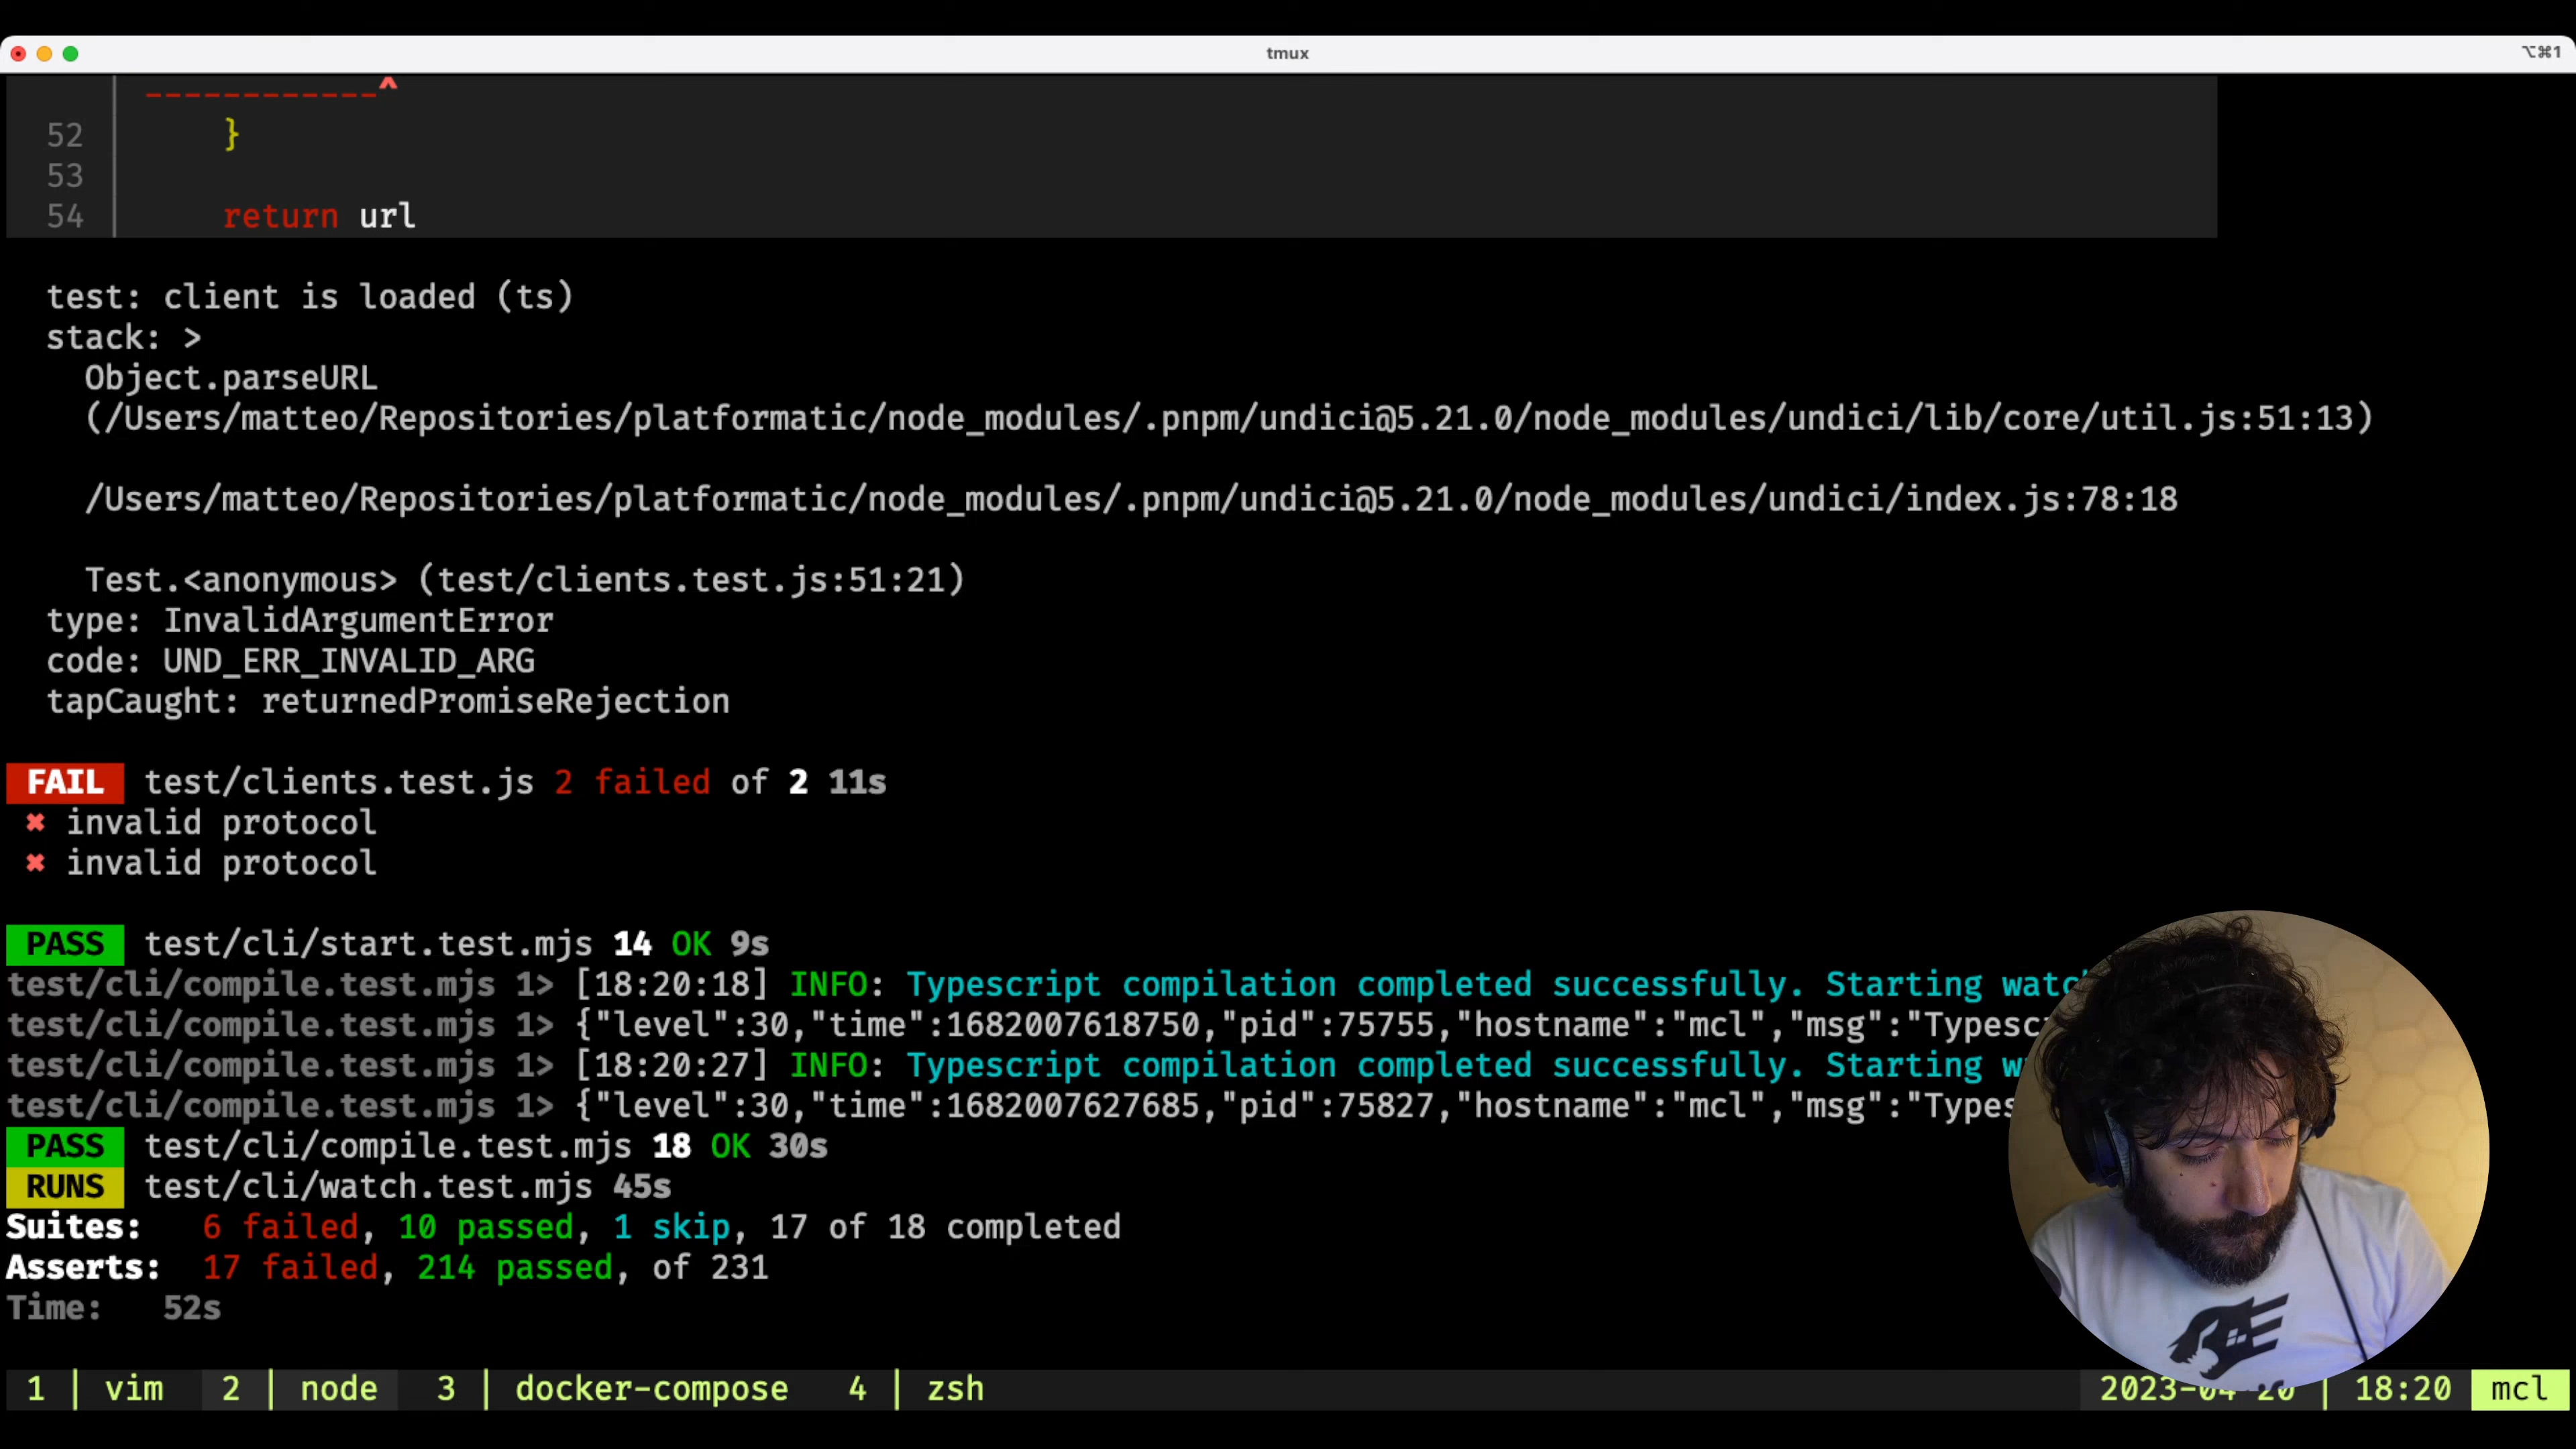 tmux
⌥⌘1
------------^
52 | }
53 |
54 | return url
test: client is loaded (ts)
stack: >
Object.parseURL
(/Users/matteo/Repositories/platformatic/node_modules/.pnpm/undici@5.21.0/node_modules/undici/lib/core/util.js:51:13)
/Users/matteo/Repositories/platformatic/node_modules/.pnpm/undici@5.21.0/node_modules/undici/index.js:78:18
Test.<anonymous> (test/clients.test.js:51:21)
type: InvalidArgumentError
code: UND_ERR_INVALID_ARG
tapCaught: returnedPromiseRejection
FAIL test/clients.test.js 2 failed of 2 11s
✖ invalid protocol
✖ invalid protocol
PASS test/cli/start.test.mjs 14 OK 9s
test/cli/compile.test.mjs 1> [18:20:18] INFO: Typescript compilation completed successfully. Starting watc
test/cli/compile.test.mjs 1> {"level":30,"time":1682007618750,"pid":75755,"hostname":"mcl","msg":"Typesc
test/cli/compile.test.mjs 1> [18:20:27] INFO: Typescript compilation completed successfully. Starting w
test/cli/compile.test.mjs 1> {"level":30,"time":1682007627685,"pid":75827,"hostname":"mcl","msg":"Types
PASS test/cli/compile.test.mjs 18 OK 30s
RUNS test/cli/watch.test.mjs 45s
Suites: 6 failed, 10 passed, 1 skip, 17 of 18 completed
Asserts: 17 failed, 214 passed, of 231
Time: 52s
1 | vim 2 | node 3 | docker-compose 4 | zsh 2023-04-20 | 18:20 mcl